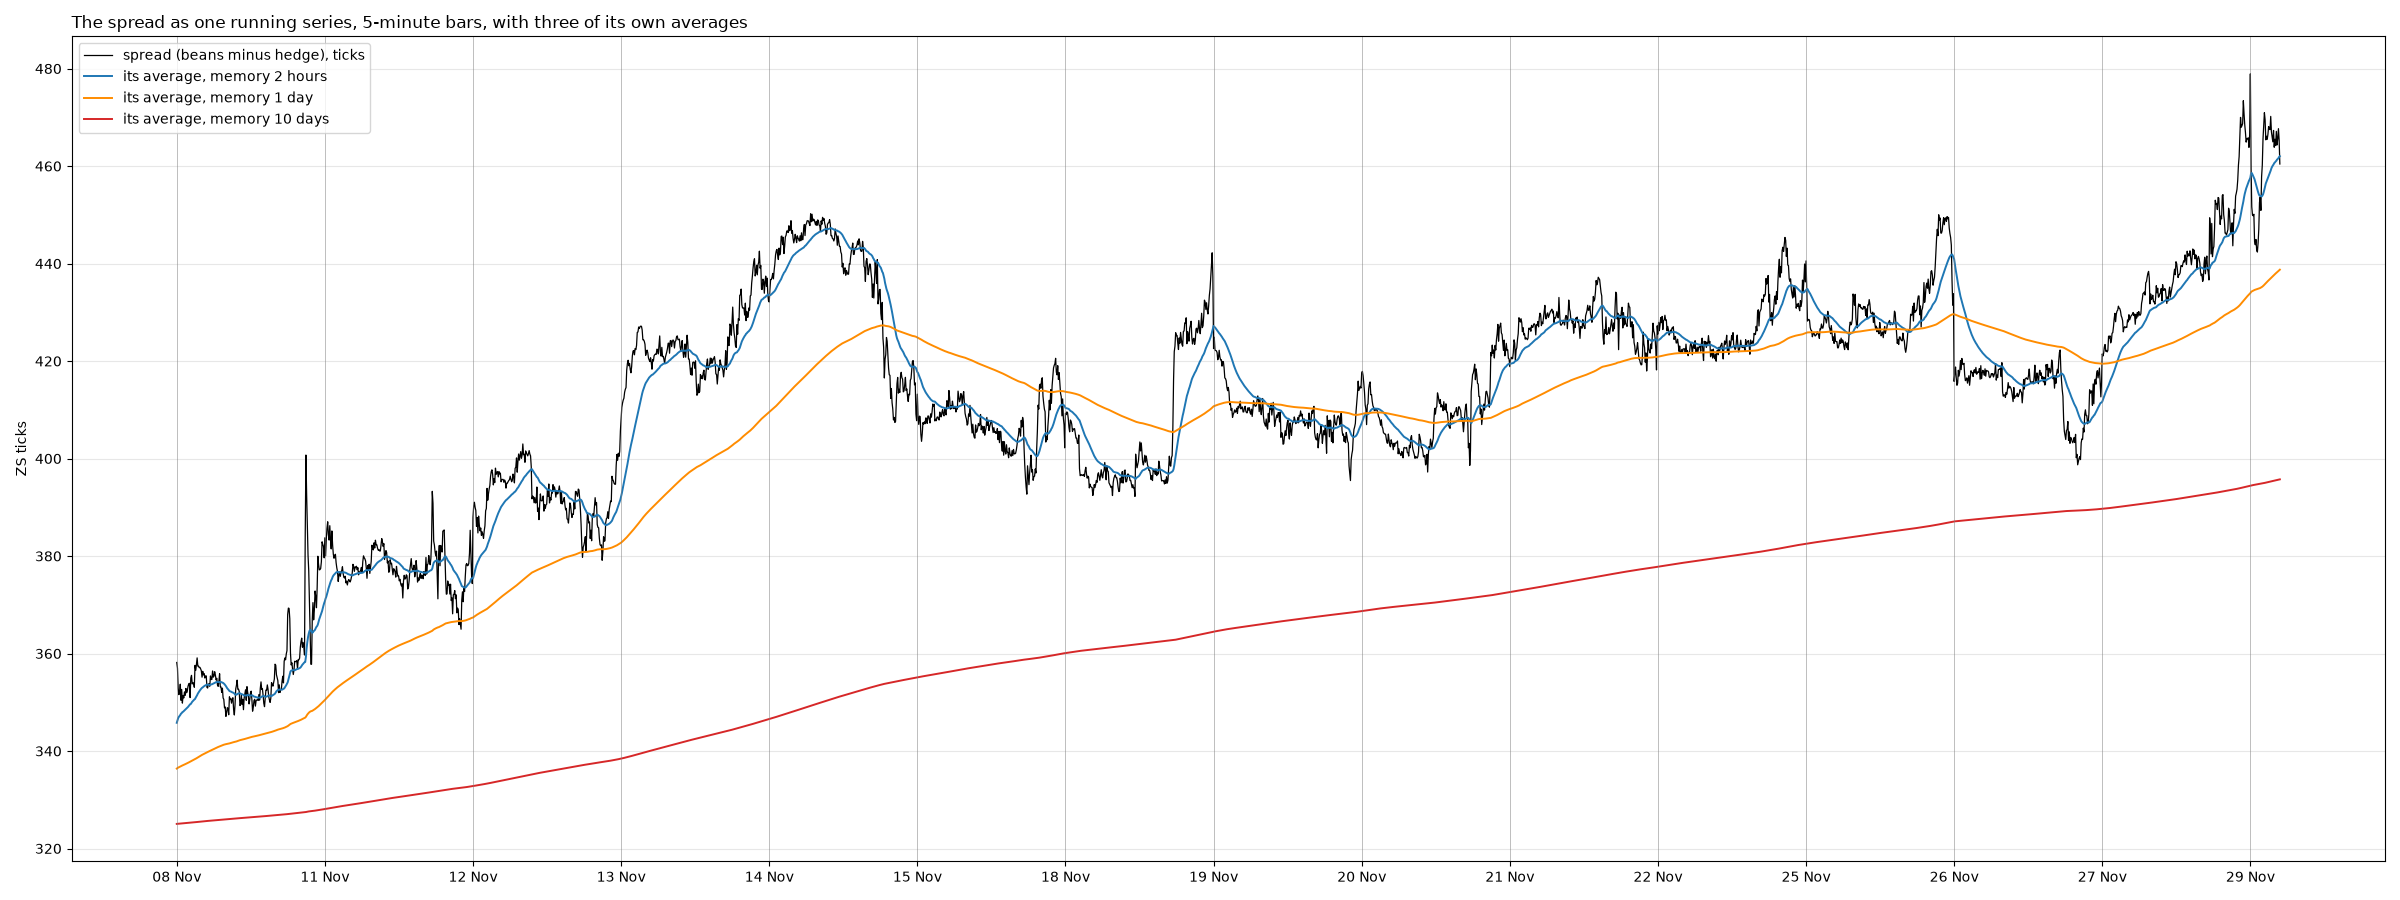 The spread as one running series, 5-minute bars, with three of its own averages
spread (beans minus hedge), ticks
its average, memory 2 hours
its average, memory 1 day
its average, memory 10 days
480
460
440
420
400
380
360
340
320
ZS ticks
08 Nov
11 Nov
12 Nov
13 Nov
14 Nov
15 Nov
18 Nov
19 Nov
20 Nov
21 Nov
22 Nov
25 Nov
26 Nov
27 Nov
29 Nov